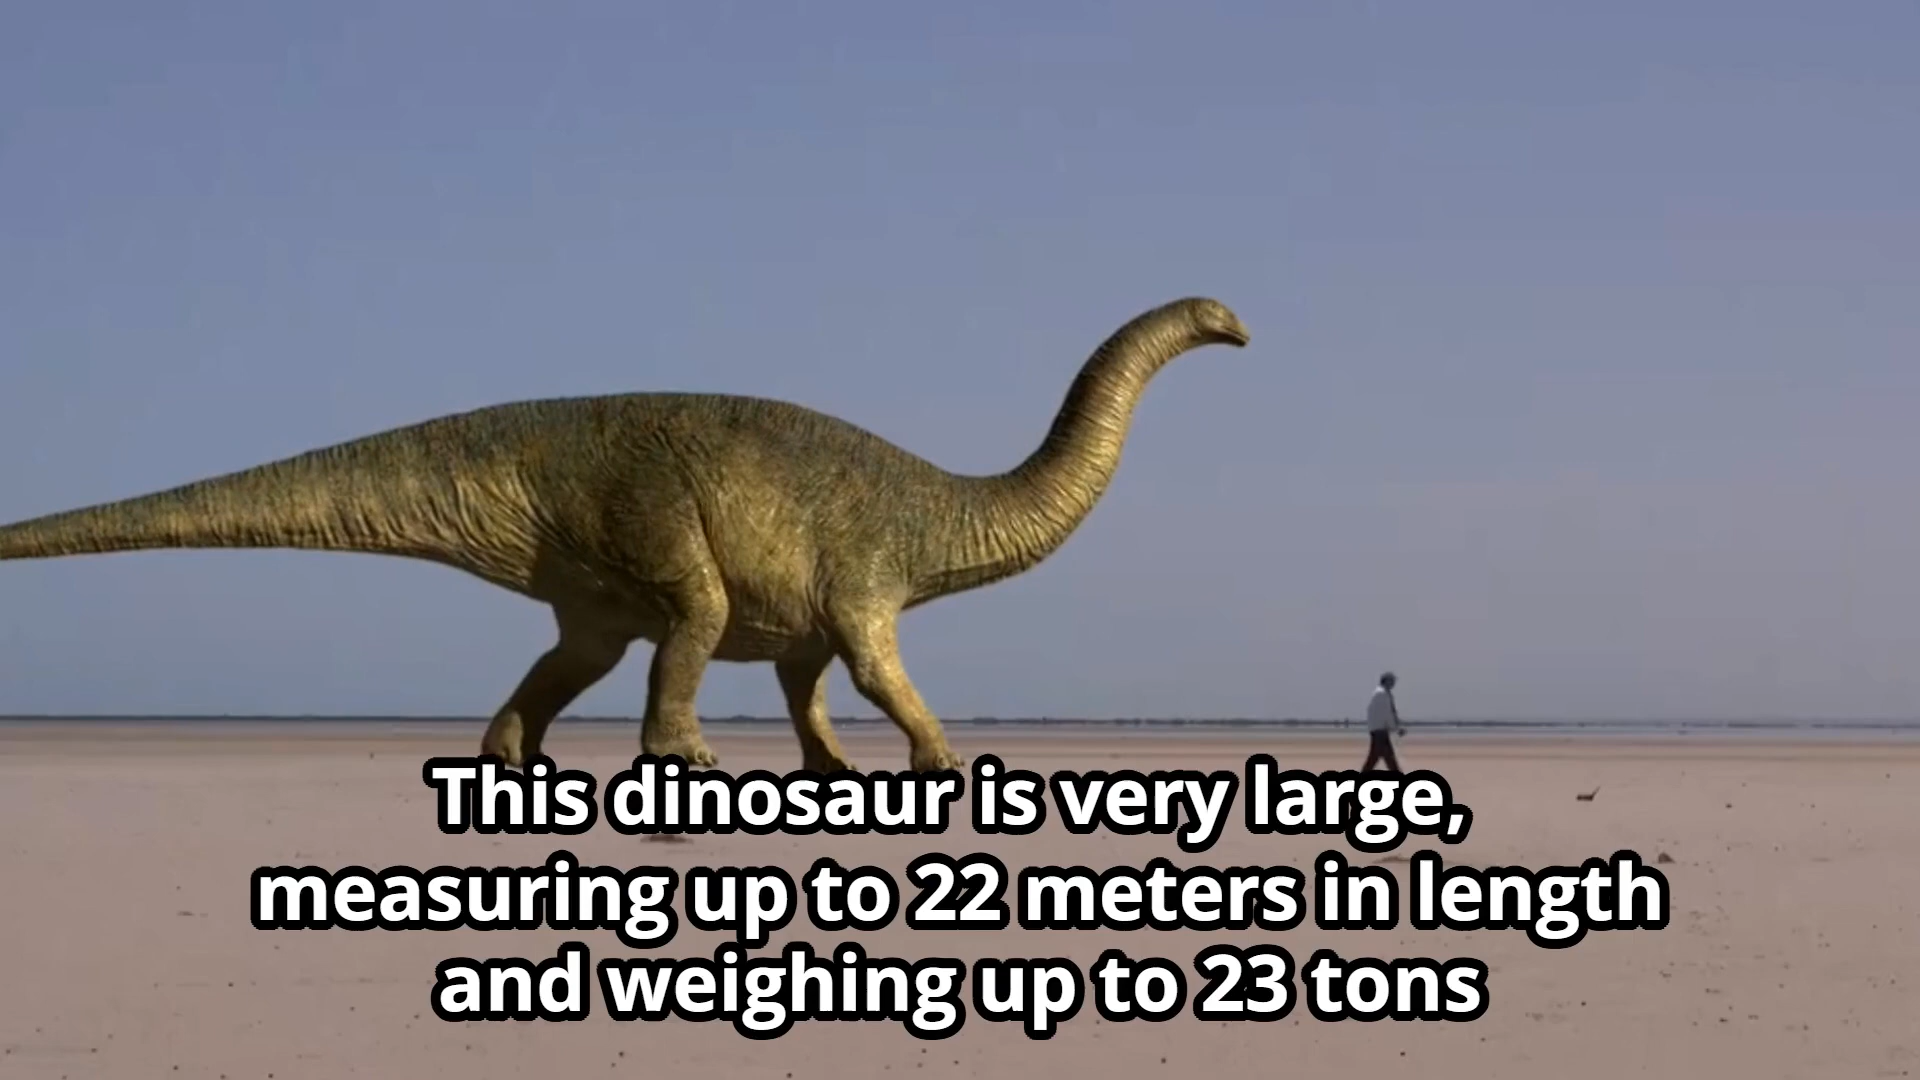 This dinosaur is very large,
measuring up to 22 meters in length
and weighing up to 23 tons